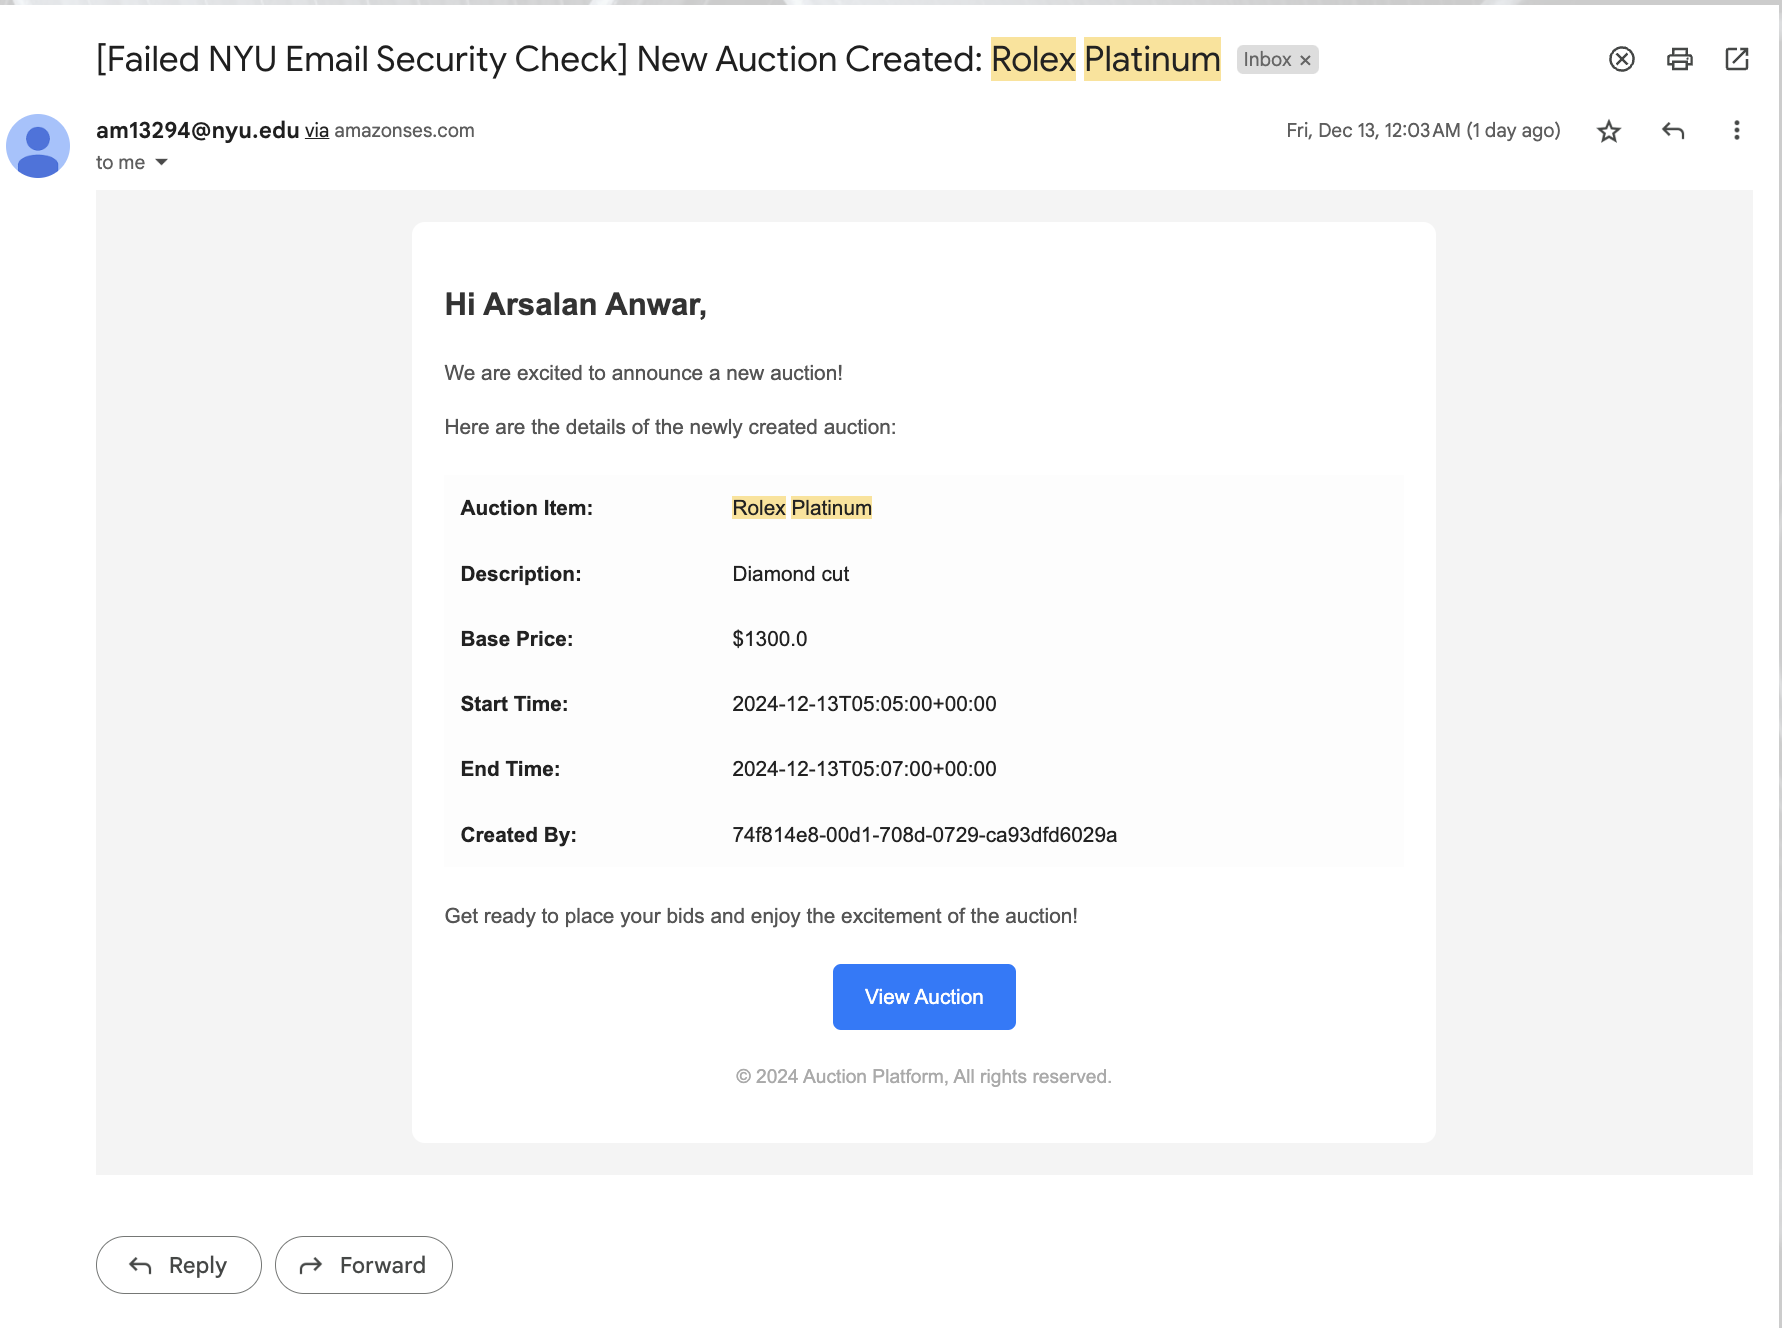 [Failed NYU Email Security Check] New Auction Created: Rolex Platinum Inbox ×
am13294@nyu.edu via amazonses.com Fri, Dec 13, 12:03 AM (1 day ago)
to me
Hi Arsalan Anwar,
We are excited to announce a new auction!
Here are the details of the newly created auction:
Auction Item: Rolex Platinum
Description: Diamond cut
Base Price: $1300.0
Start Time: 2024-12-13T05:05:00+00:00
End Time: 2024-12-13T05:07:00+00:00
Created By: 74f814e8-00d1-708d-0729-ca93dfd6029a
Get ready to place your bids and enjoy the excitement of the auction!
View Auction
© 2024 Auction Platform, All rights reserved.
Reply Forward